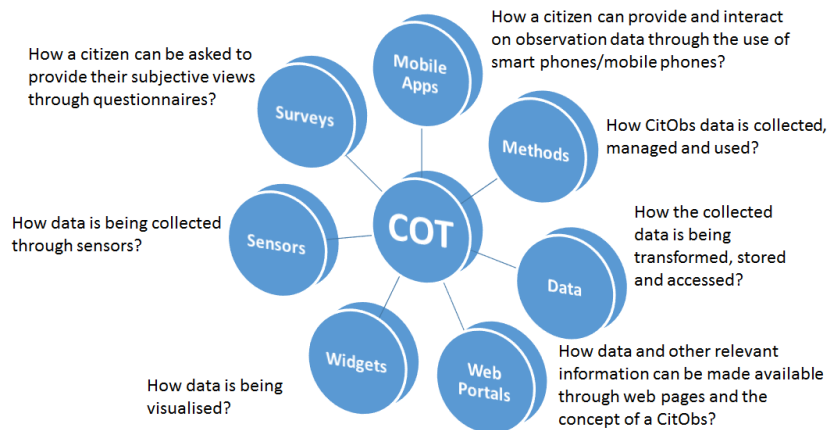 How a citizen can provide and interact
on observation data through the use of
smart phones/mobile phones?
Mobile
Apps
How a citizen can be asked to
provide their subjective views
through questionnaires?
Surveys
How CitObs data is collected,
managed and used?
Methods
COT
How data is being collected
through sensors?
Sensors
How the collected
data is being
transformed, stored
and accessed?
Data
Widgets
How data is being
visualised?
Web
Portals
How data and other relevant
information can be made available
through web pages and the
concept of a CitObs?